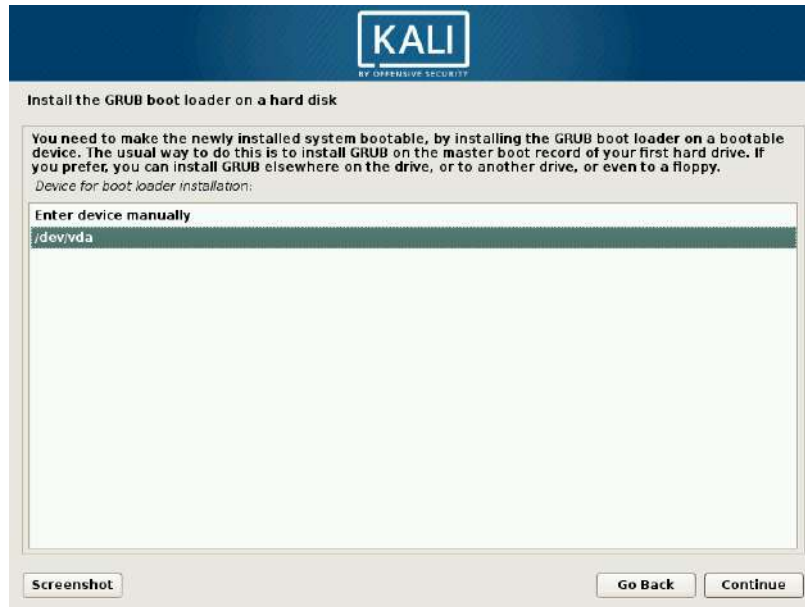 KALI
BY OFFENSIVE SECURITY
Install the GRUB boot loader on a hard disk
You need to make the newly installed system bootable, by installing the GRUB boot loader on a bootable
device. The usual way to do this is to install GRUB on the master boot record of your first hard drive. If
you prefer, you can install GRUB elsewhere on the drive, or to another drive, or even to a floppy.
Device for boot loader installation:
Enter device manually
/dev/vda
Screenshot
Go Back
Continue